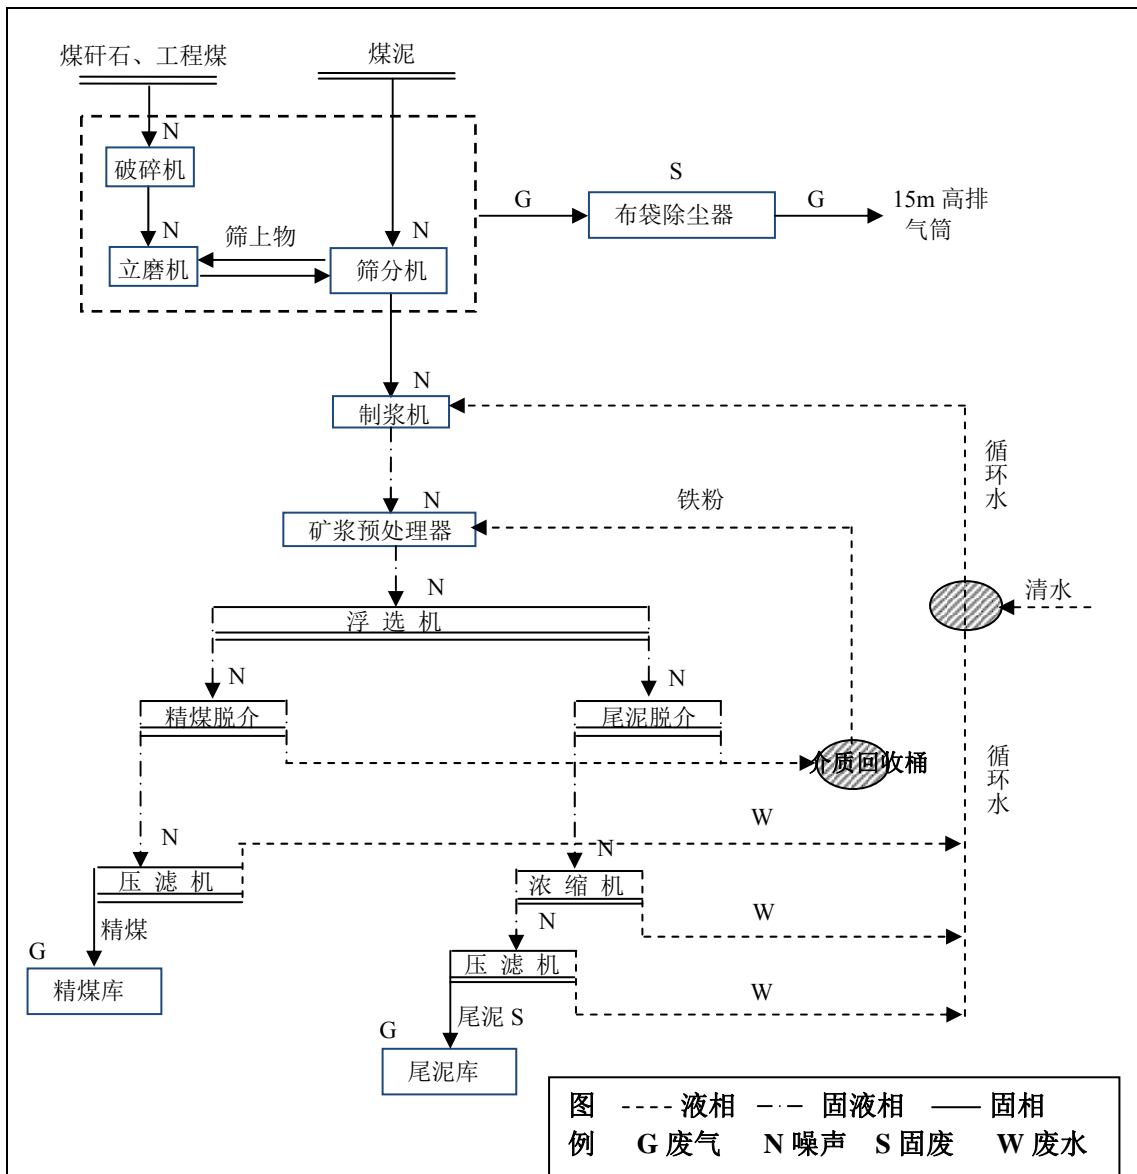 煤矸石、工程煤
煤泥
N
破碎机
S
G
布袋除尘器
G
15m 高排
气筒
N
筛上物
N
立磨机
筛分机
N
制浆机
循
环
水
N
铁粉
矿浆预处理器
N
清水
浮 选 机
N
N
精煤脱介
尾泥脱介
介质回收桶
循
环
水
W
N
N
压 滤 机
浓 缩 机
精煤
N
W
G
压 滤 机
精煤库
W
尾泥 S
G
尾泥库
图 液相 固液相 固相
例 G 废气 N 噪声 S 固废 W 废水